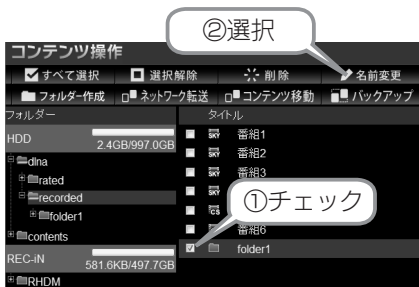 ②選択
コンテンツ操作
すべて選択 選択解除 削除 名前変更
フォルダー作成 ネットワーク転送 コンテンツ移動 バックアップ
フォルダー タイトル
HDD
2.4GB/997.0GB
dlna
rated
recorded
folder1
contents
REC-iN
581.6KB/497.7GB
RHDM
SKY 番組1
SKY 番組2
SKY 番組3
SKY
CS
①チェック
番組6
folder1